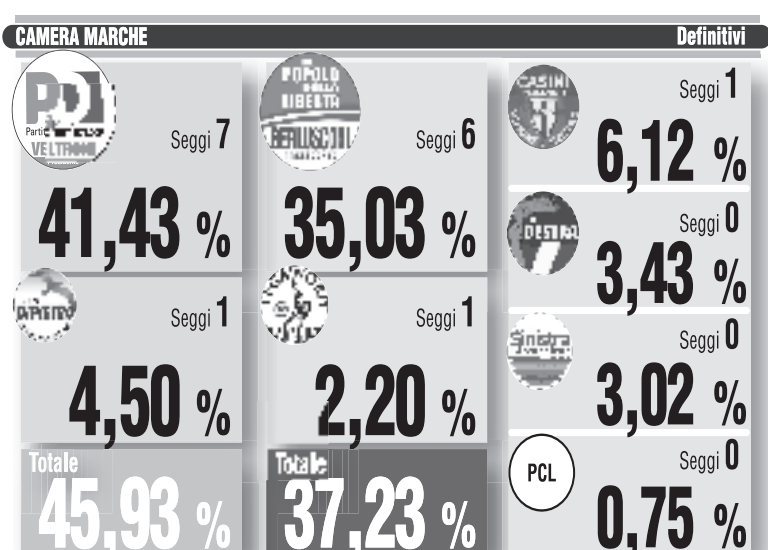 CAMERA MARCHE
Definitivi
PD
VELTRONI
Seggi 7
41,43 %
DI PIETRO
Seggi 1
4,50 %
Totale
45,93 %
POPOLO
DELLA
LIBERTÀ
BERLUSCONI
Seggi 6
35,03 %
Seggi 1
2,20 %
Totale
37,23 %
CASINI
Seggi 1
6,12 %
DESTRA
Seggi 0
3,43 %
Sinistra
Seggi 0
3,02 %
PCL
Seggi 0
0,75 %